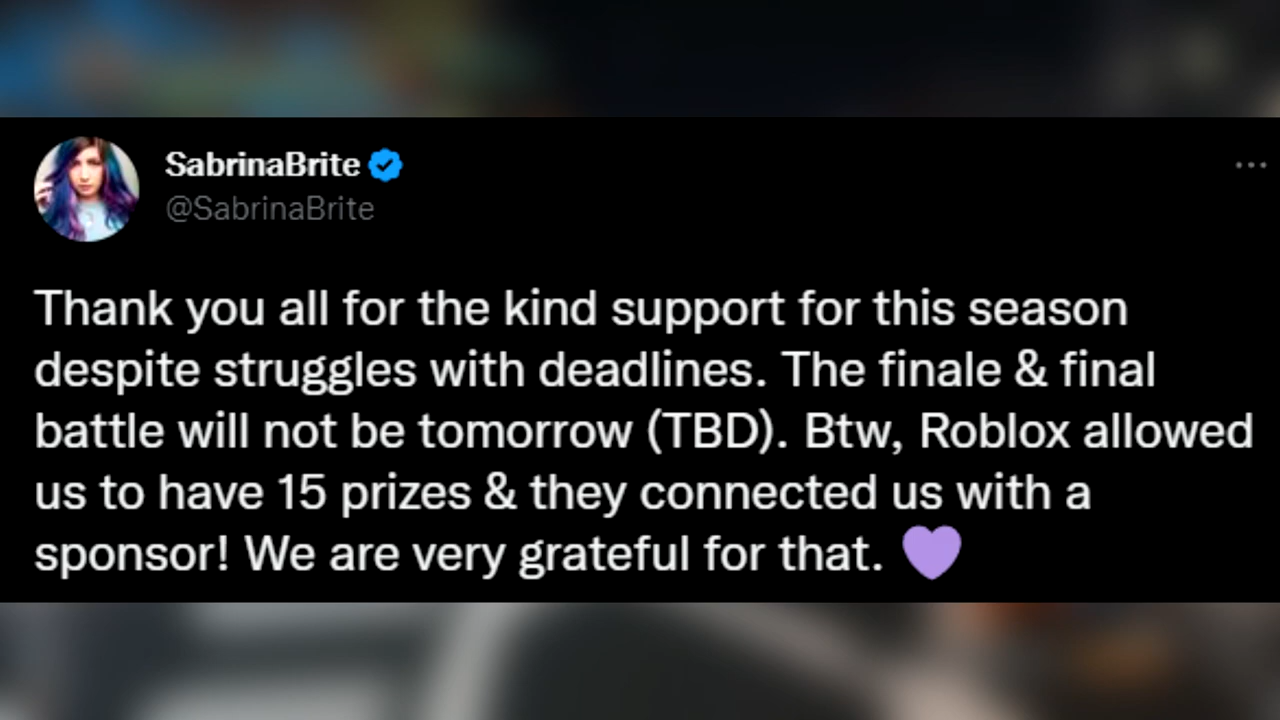 SabrinaBrite
@SabrinaBrite
Thank you all for the kind support for this season
despite struggles with deadlines. The finale & final
battle will not be tomorrow (TBD). Btw, Roblox allowed
us to have 15 prizes & they connected us with a
sponsor! We are very grateful for that. 💜